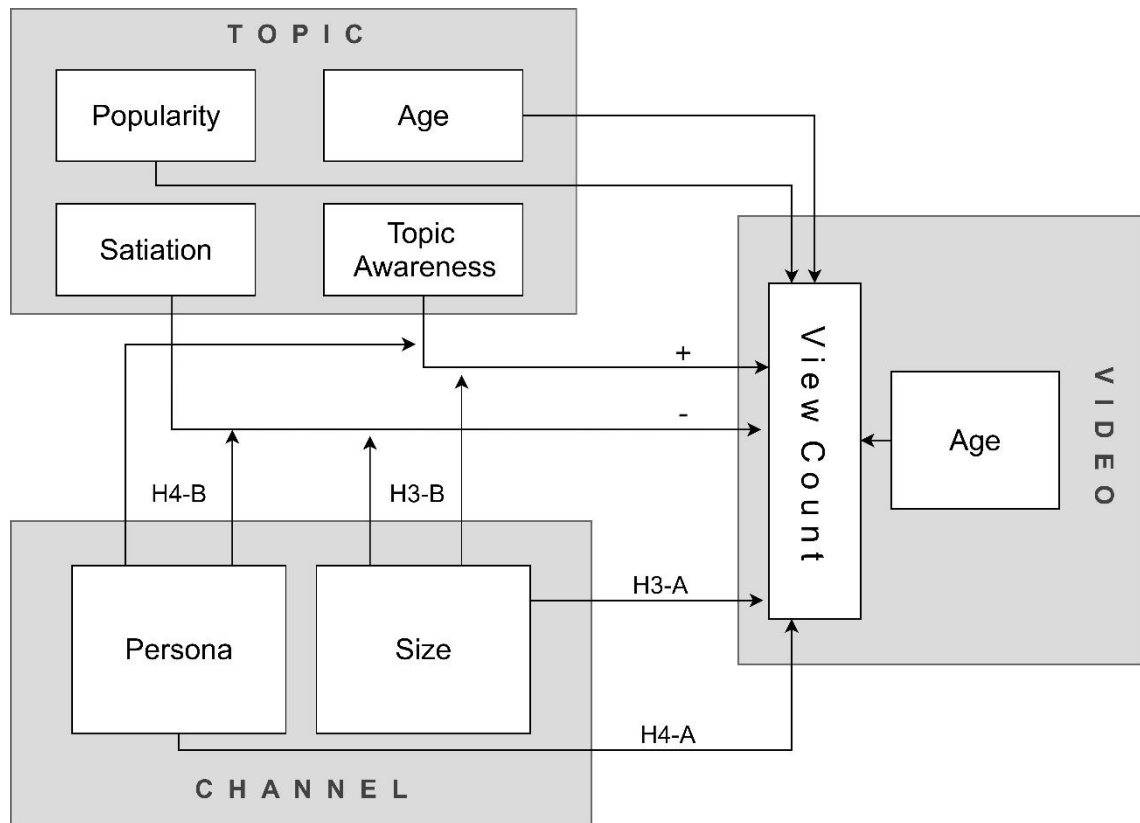 TOPIC
Popularity
Age
Satiation
Topic
Awareness
+
-
View Count
Age
VIDEO
H4-B
H3-B
H3-A
Persona
Size
H4-A
CHANNEL